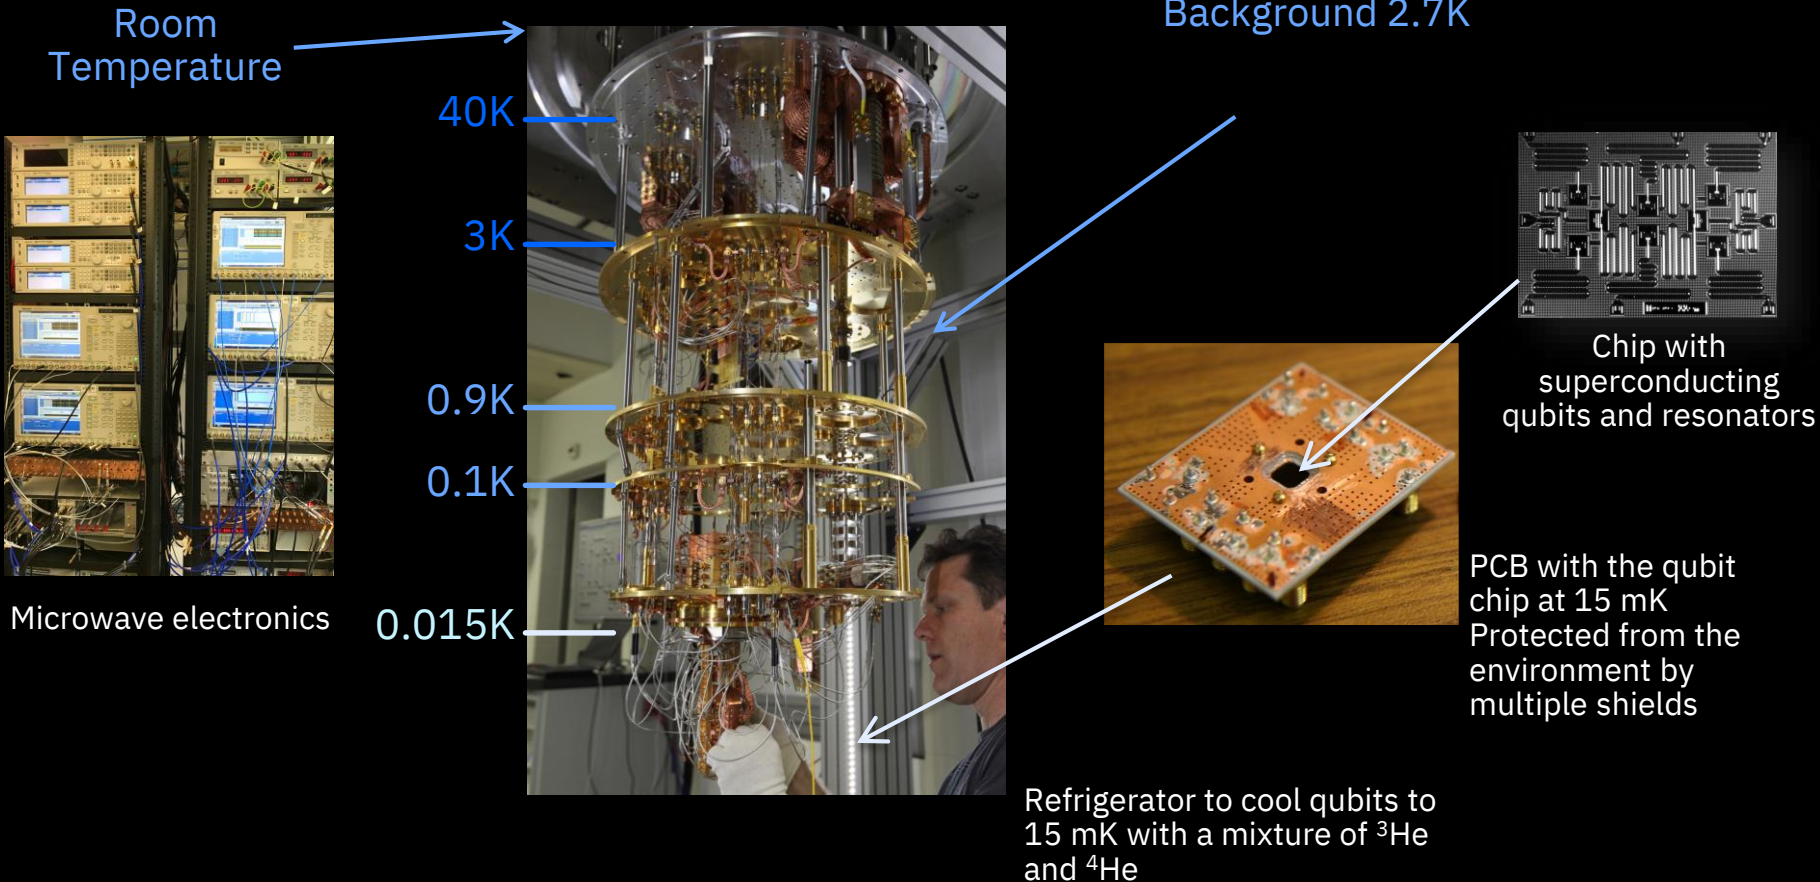 Room
Temperature
Background 2.7K
40K
3K
0.9K
0.1K
0.015K
Microwave electronics
Chip with
superconducting
qubits and resonators
PCB with the qubit
chip at 15 mK
Protected from the
environment by
multiple shields
Refrigerator to cool qubits to
15 mK with a mixture of ³He
and ⁴He